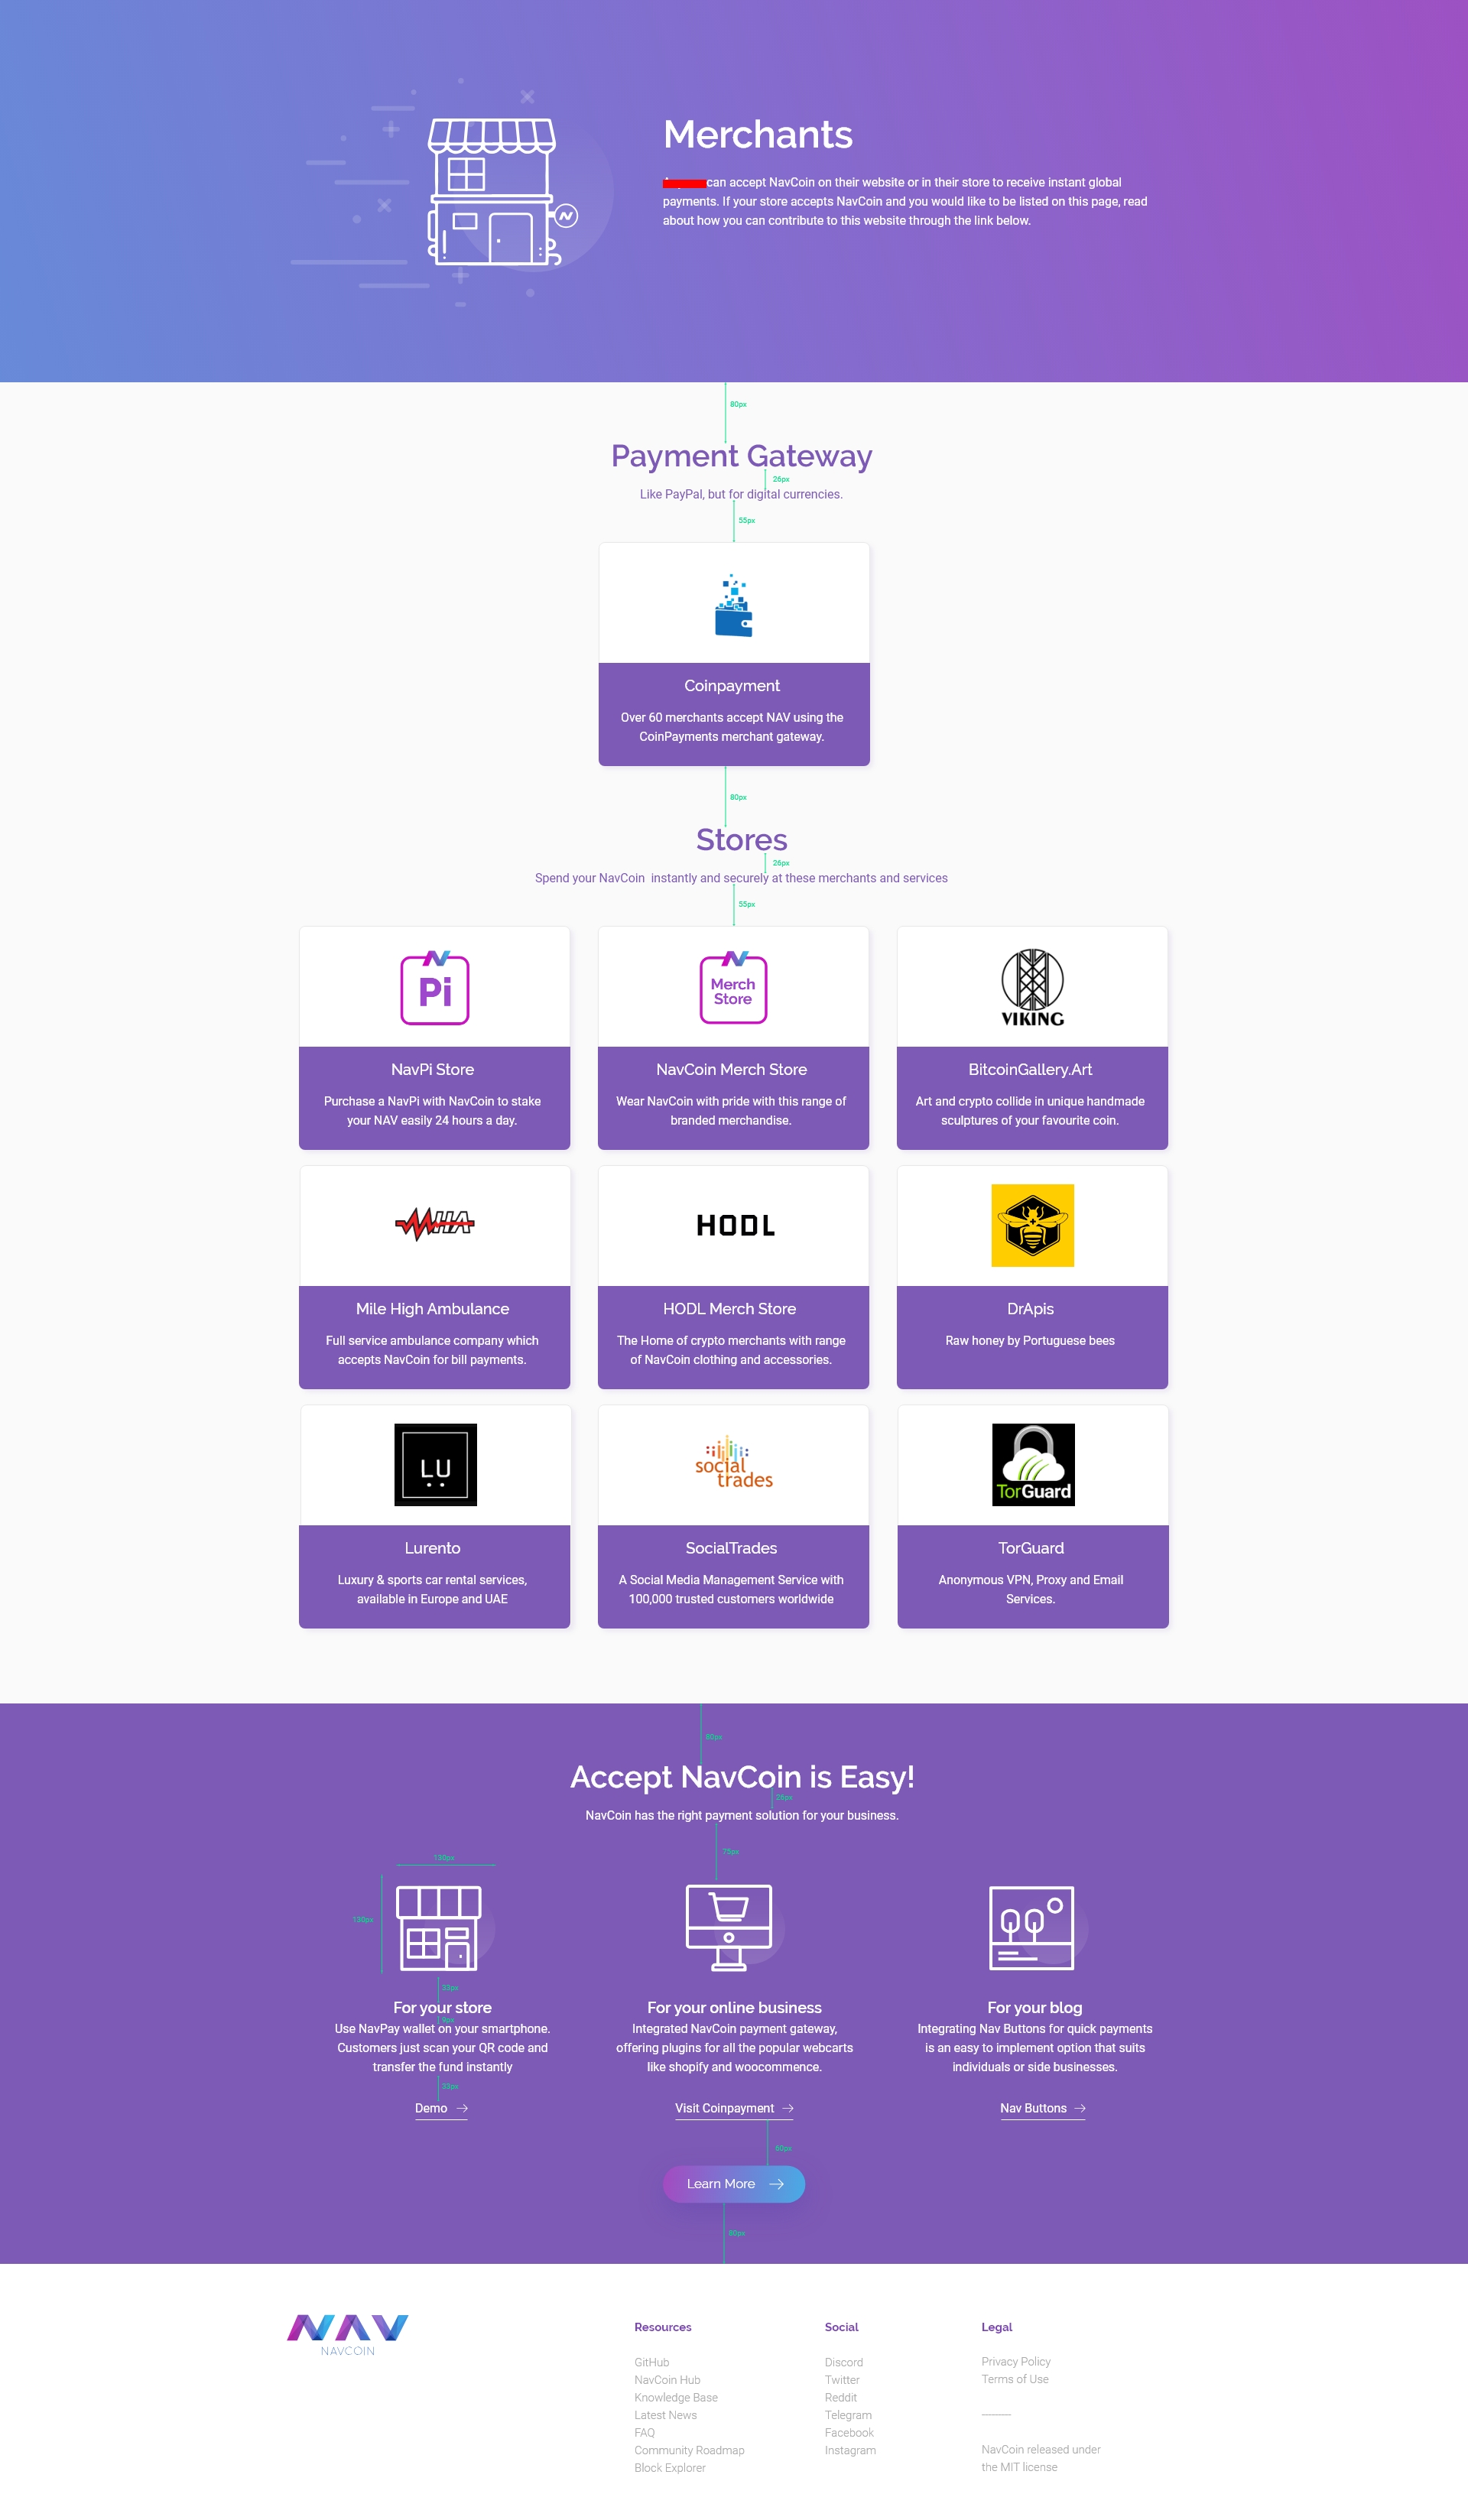 Merchants
can accept NavCoin on their website or in their store to receive instant global
payments. If your store accepts NavCoin and you would like to be listed on this page, read
about how you can contribute to this website through the link below.
80px
Payment Gateway
26px
Like PayPal, but for digital currencies.
55px
Coinpayment
Over 60 merchants accept NAV using the
CoinPayments merchant gateway.
80px
Stores
26px
Spend your NavCoin instantly and securely at these merchants and services
55px
Pi
NavPi Store
Purchase a NavPi with NavCoin to stake
your NAV easily 24 hours a day.
Merch
Store
NavCoin Merch Store
Wear NavCoin with pride with this range of
branded merchandise.
VIKING
BitcoinGallery.Art
Art and crypto collide in unique handmade
sculptures of your favourite coin.
MHA
Mile High Ambulance
Full service ambulance company which
accepts NavCoin for bill payments.
HODL
HODL Merch Store
The Home of crypto merchants with range
of NavCoin clothing and accessories.
DrApis
Raw honey by Portuguese bees
LU
Lurento
Luxury & sports car rental services,
available in Europe and UAE
social
trades
SocialTrades
A Social Media Management Service with
100,000 trusted customers worldwide
TorGuard
TorGuard
Anonymous VPN, Proxy and Email
Services.
80px
Accept NavCoin is Easy!
26px
NavCoin has the right payment solution for your business.
75px
130px
130px
33px
For your store
9px
Use NavPay wallet on your smartphone.
Customers just scan your QR code and
transfer the fund instantly
33px
Demo
For your online business
Integrated NavCoin payment gateway,
offering plugins for all the popular webcarts
like shopify and woocommence.
Visit Coinpayment
For your blog
Integrating Nav Buttons for quick payments
is an easy to implement option that suits
individuals or side businesses.
Nav Buttons
60px
Learn More
80px
NAV
NAVCOIN
Resources
GitHub
NavCoin Hub
Knowledge Base
Latest News
FAQ
Community Roadmap
Block Explorer
Social
Discord
Twitter
Reddit
Telegram
Facebook
Instagram
Legal
Privacy Policy
Terms of Use
NavCoin released under
the MIT license